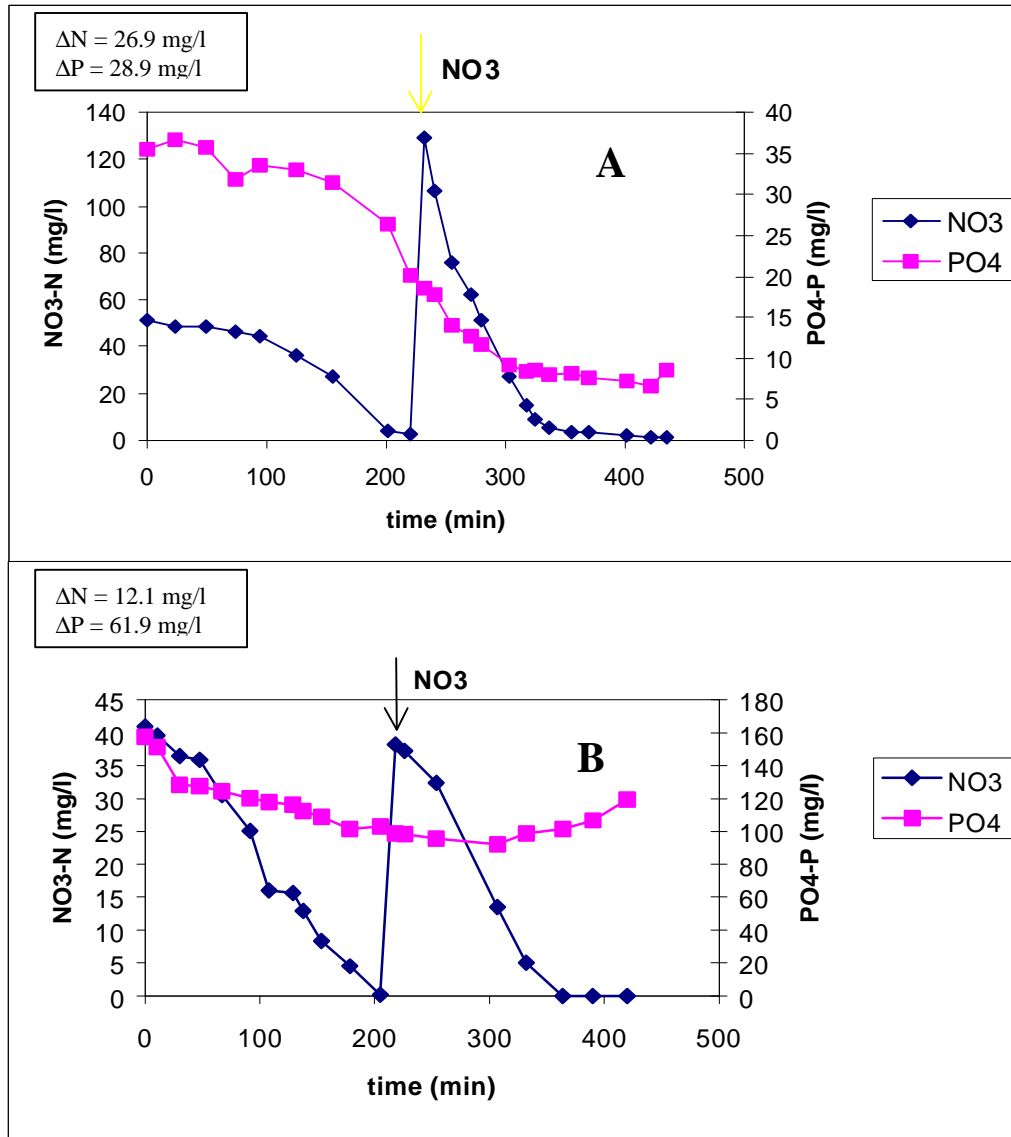 ΔN = 26.9 mg/l
ΔP = 28.9 mg/l
NO3
A
140
120
100
80
60
40
20
0
NO3-N (mg/l)
40
35
30
25
20
15
10
5
0
PO4-P (mg/l)
0 100 200 300 400 500
time (min)
NO3
PO4
ΔN = 12.1 mg/l
ΔP = 61.9 mg/l
NO3
B
45
40
35
30
25
20
15
10
5
0
NO3-N (mg/l)
180
160
140
120
100
80
60
40
20
0
PO4-P (mg/l)
0 100 200 300 400 500
time (min)
NO3
PO4